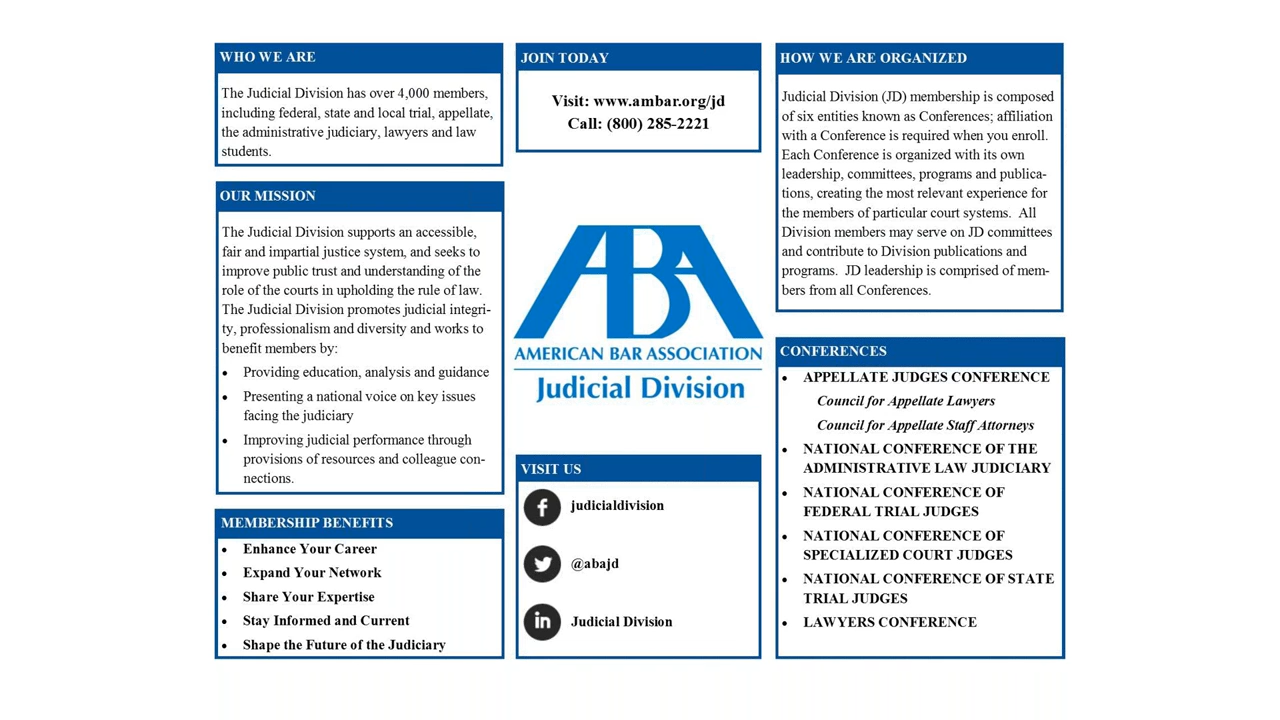 WHO WE ARE
The Judicial Division has over 4,000 members,
including federal, state and local trial, appellate,
the administrative judiciary, lawyers and law
students.
OUR MISSION
The Judicial Division supports an accessible,
fair and impartial justice system, and seeks to
improve public trust and understanding of the
role of the courts in upholding the rule of law.
The Judicial Division promotes judicial integri-
ty, professionalism and diversity and works to
benefit members by:
• Providing education, analysis and guidance
• Presenting a national voice on key issues
facing the judiciary
• Improving judicial performance through
provisions of resources and colleague con-
nections.
MEMBERSHIP BENEFITS
• Enhance Your Career
• Expand Your Network
• Share Your Expertise
• Stay Informed and Current
• Shape the Future of the Judiciary
JOIN TODAY
Visit: www.ambar.org/jd
Call: (800) 285-2221
ABA
AMERICAN BAR ASSOCIATION
Judicial Division
VISIT US
judicialdivision
@abajd
in Judicial Division
HOW WE ARE ORGANIZED
Judicial Division (JD) membership is composed
of six entities known as Conferences; affiliation
with a Conference is required when you enroll.
Each Conference is organized with its own
leadership, committees, programs and publica-
tions, creating the most relevant experience for
the members of particular court systems.  All
Division members may serve on JD committees
and contribute to Division publications and
programs.  JD leadership is comprised of mem-
bers from all Conferences.
CONFERENCES
• APPELLATE JUDGES CONFERENCE
Council for Appellate Lawyers
Council for Appellate Staff Attorneys
• NATIONAL CONFERENCE OF THE
ADMINISTRATIVE LAW JUDICIARY
• NATIONAL CONFERENCE OF
FEDERAL TRIAL JUDGES
• NATIONAL CONFERENCE OF
SPECIALIZED COURT JUDGES
• NATIONAL CONFERENCE OF STATE
TRIAL JUDGES
• LAWYERS CONFERENCE